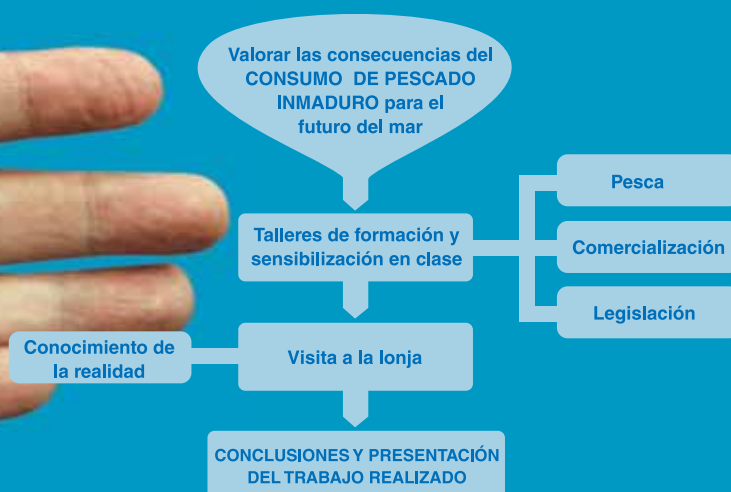 Valorar las consecuencias del
CONSUMO DE PESCADO
INMADURO para el
futuro del mar
Talleres de formación y
sensibilización en clase
Pesca
Comercialización
Legislación
Conocimiento de
la realidad
Visita a la lonja
CONCLUSIONES Y PRESENTACIÓN
DEL TRABAJO REALIZADO